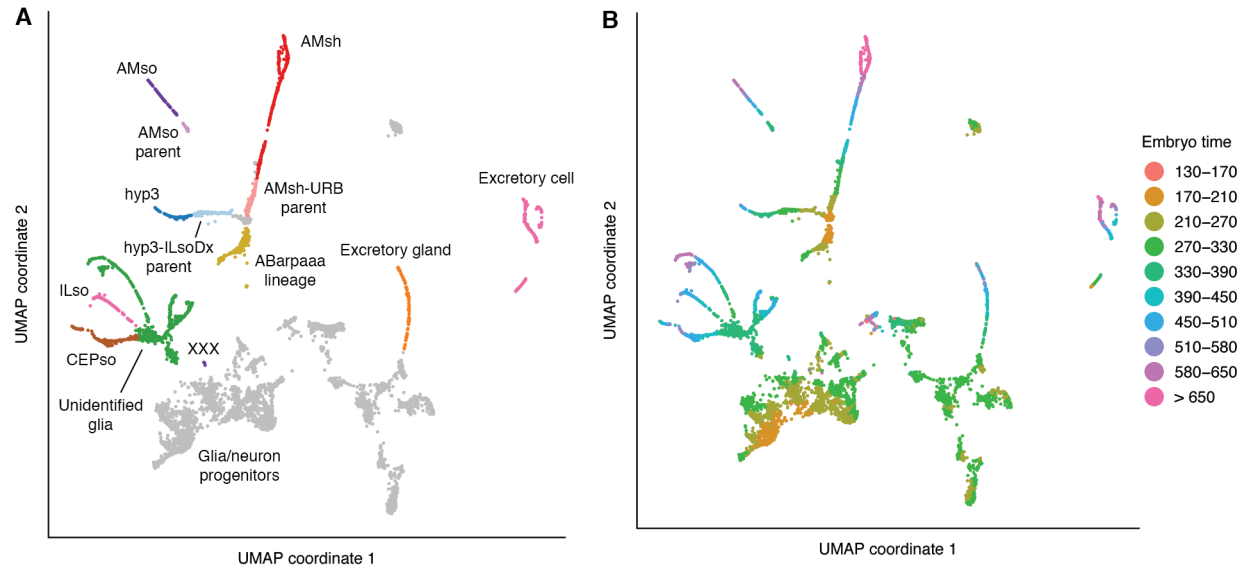 A
AMsh
AMso
AMso
parent
hyp3
AMsh-URB
parent
Excretory cell
hyp3-ILsoDx
parent
Excretory gland
ABarpaaa
lineage
ILso
CEPso
XXX
Unidentified
glia
Glia/neuron
progenitors
UMAP coordinate 2
UMAP coordinate 1
B
UMAP coordinate 2
UMAP coordinate 1
Embryo time
130–170
170–210
210–270
270–330
330–390
390–450
450–510
510–580
580–650
> 650